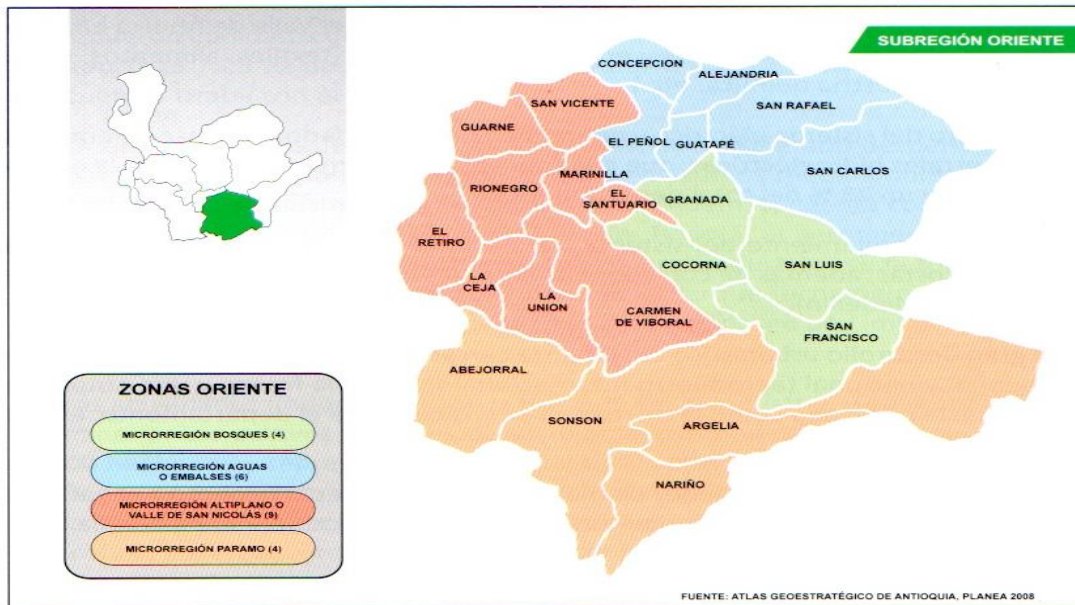 SUBREGIÓN ORIENTE
CONCEPCION
ALEJANDRIA
SAN VICENTE
SAN RAFAEL
GUARNE
EL PEÑOL
GUATAPÉ
SAN CARLOS
MARINILLA
RIONEGRO
EL
SANTUARIO
GRANADA
EL
RETIRO
COCORNA
SAN LUIS
LA
CEJA
LA
UNION
CARMEN
DE VIBORAL
SAN
FRANCISCO
ABEJORRAL
SONSON
ARGELIA
NARIÑO
ZONAS ORIENTE
MICRORREGIÓN BOSQUES (4)
MICRORREGIÓN AGUAS
O EMBALSES (6)
MICRORREGIÓN ALTIPLANO O
VALLE DE SAN NICOLÁS (9)
MICRORREGIÓN PARAMO (4)
FUENTE: ATLAS GEOESTRATÉGICO DE ANTIOQUIA, PLANEA 2008